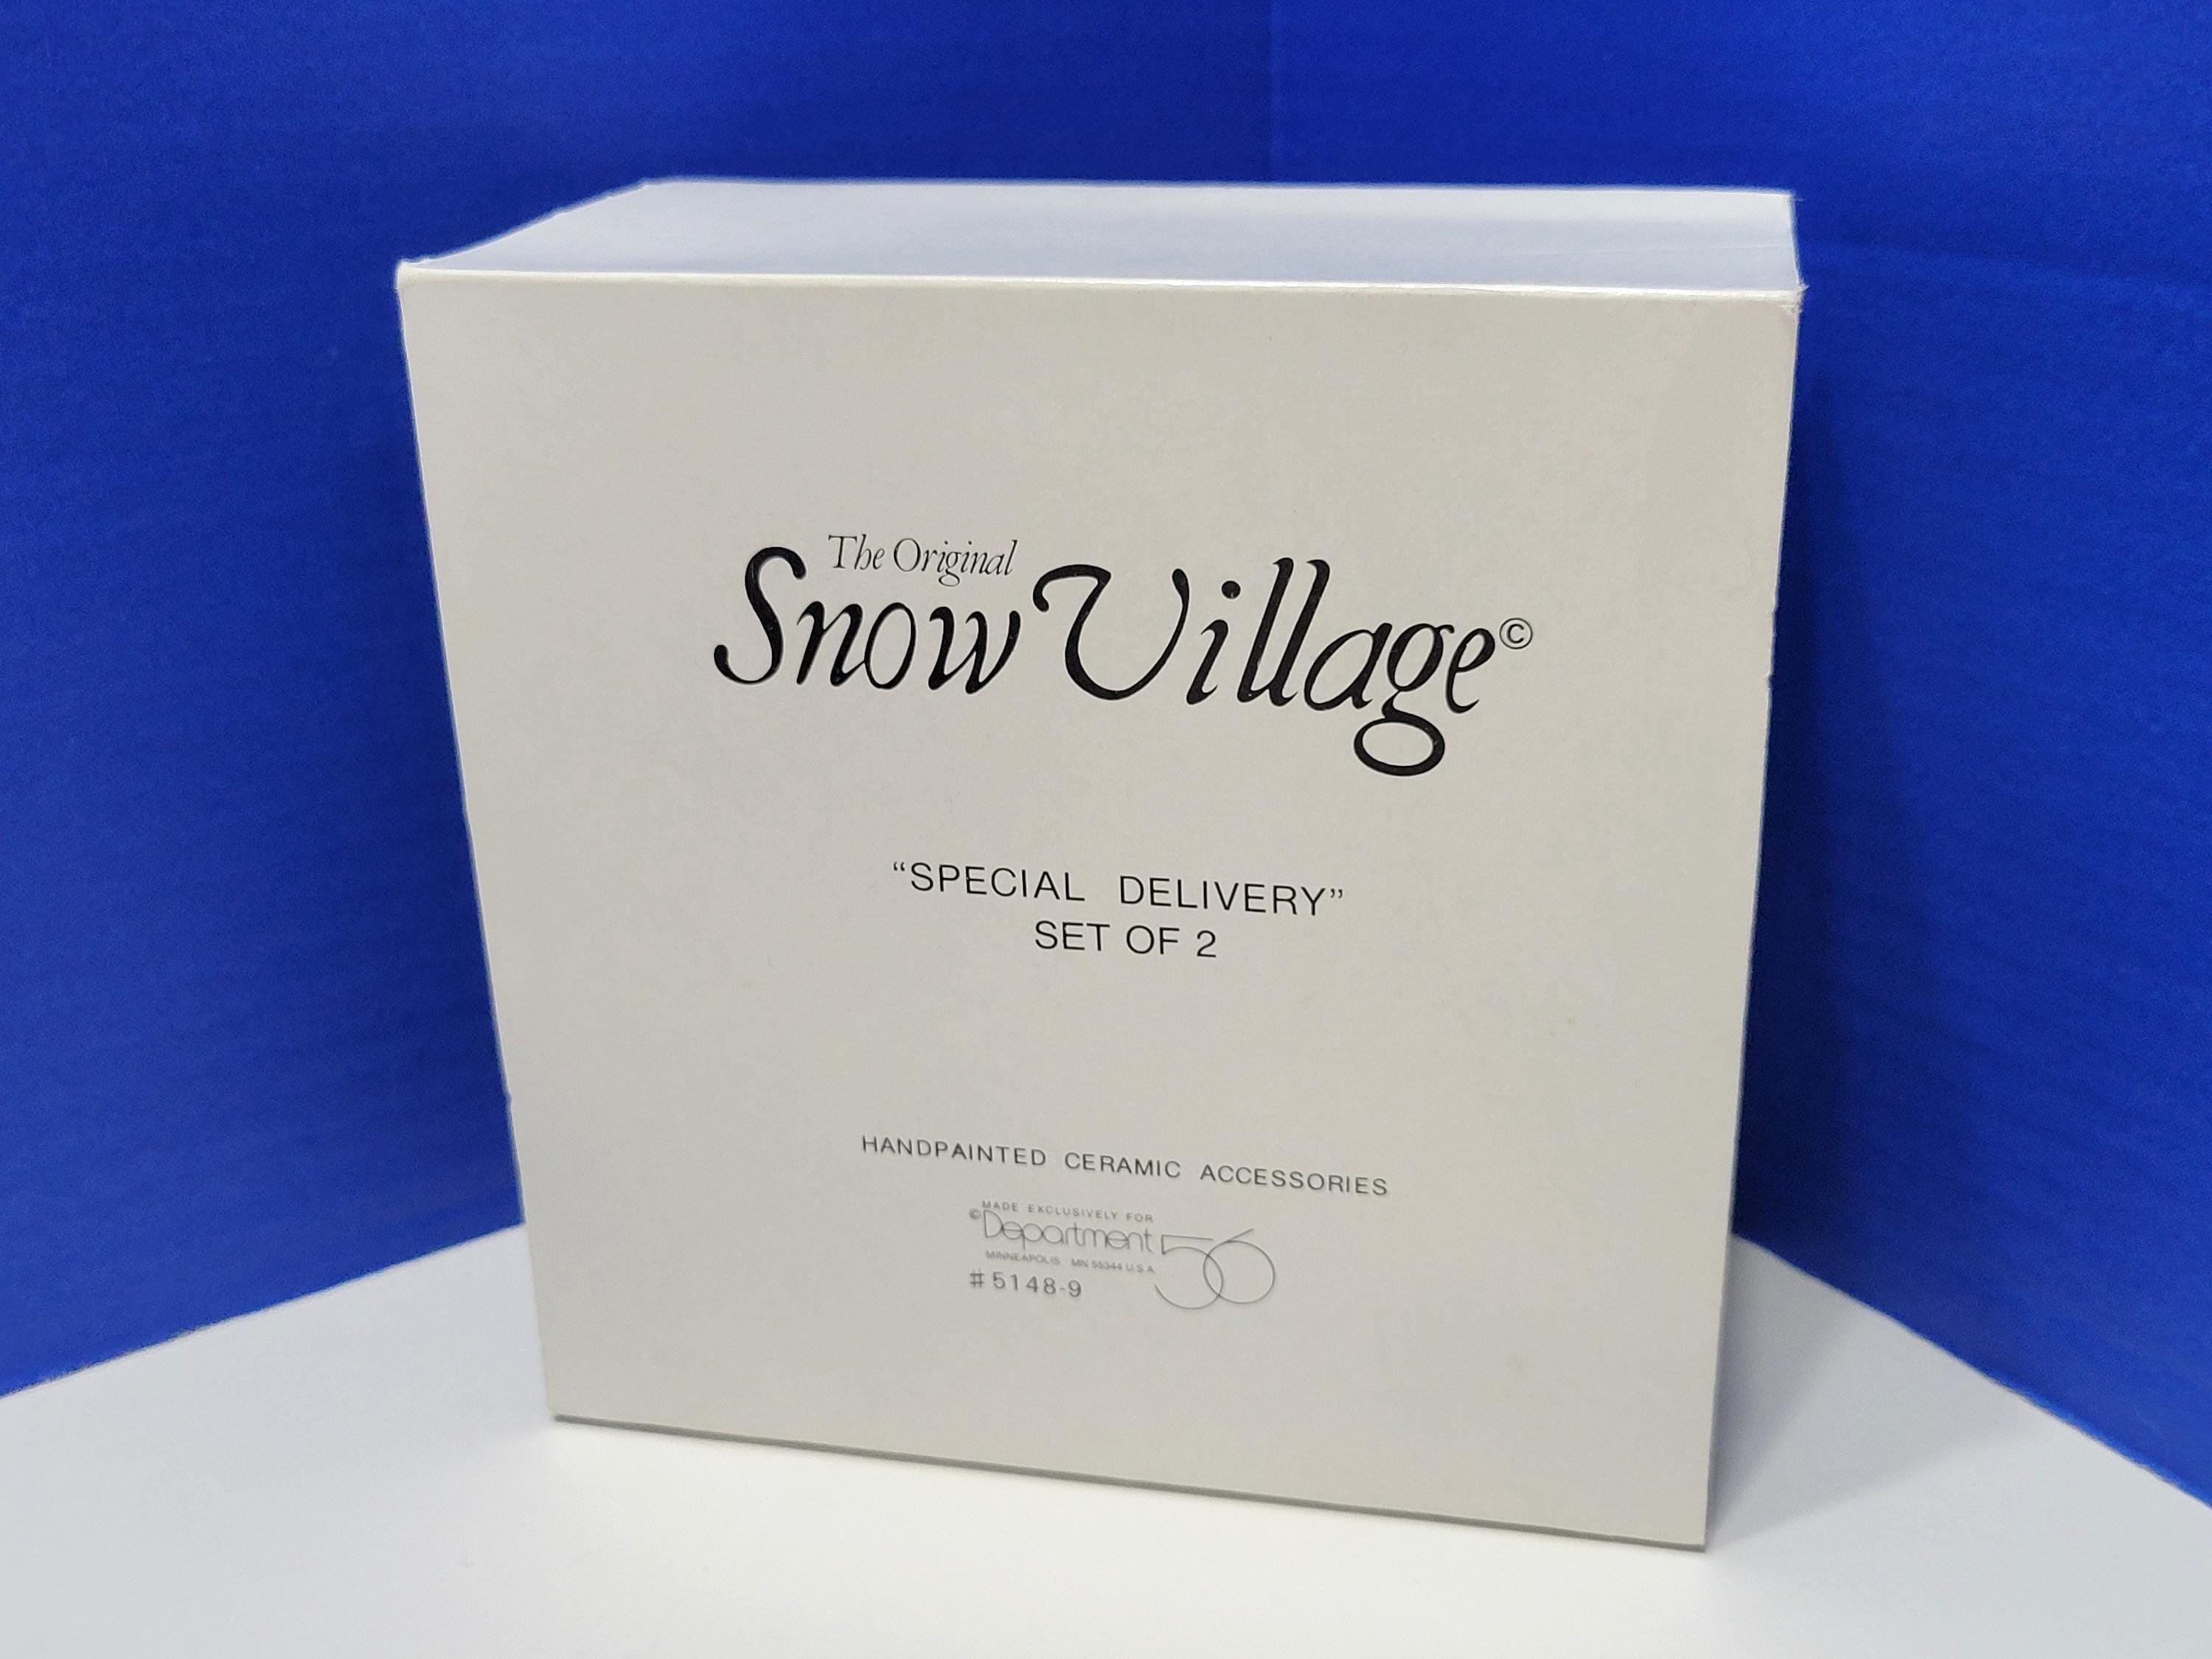 The Original
Snow Village©
“SPECIAL DELIVERY”
SET OF 2
HANDPAINTED CERAMIC ACCESSORIES
MADE EXCLUSIVELY FOR
©Department 56
MINNEAPOLIS MN 55344 U.S.A.
#5148-9